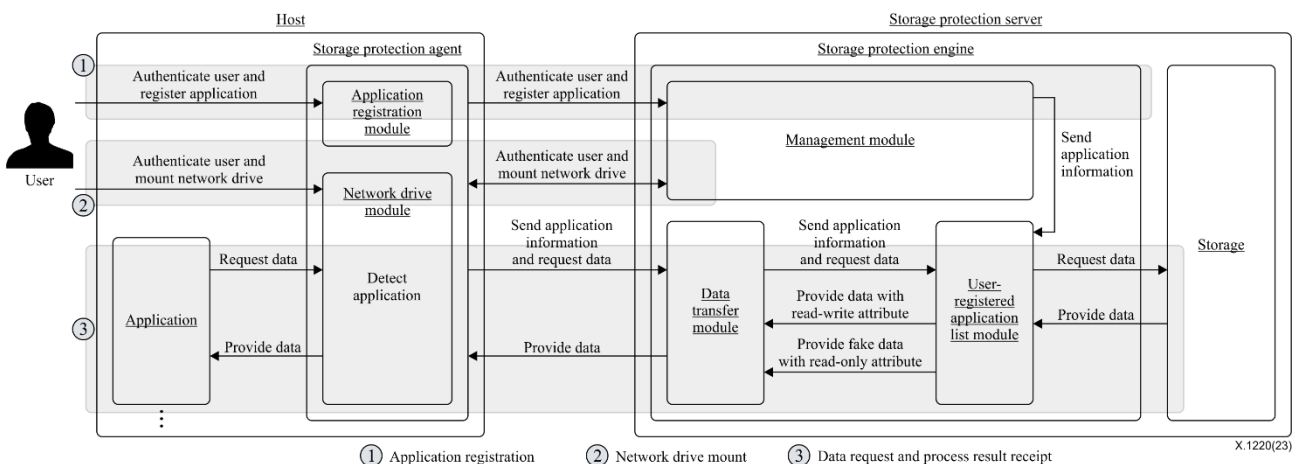 Host
Storage protection server
Storage protection agent
Storage protection engine
1
Authenticate user and
register application
Application
registration
module
Authenticate user and
register application
Management module
Send
application
information
User
Authenticate user and
mount network drive
2
Network drive
module
Authenticate user and
mount network drive
Storage
3
Application
Request data
Detect
application
Provide data
Send application
information
and request data
Provide data
Data
transfer
module
Send application
information
and request data
Provide data with
read-write attribute
Provide fake data
with read-only attribute
User-
registered
application
list module
Request data
Provide data
X.1220(23)
1 Application registration
2 Network drive mount
3 Data request and process result receipt